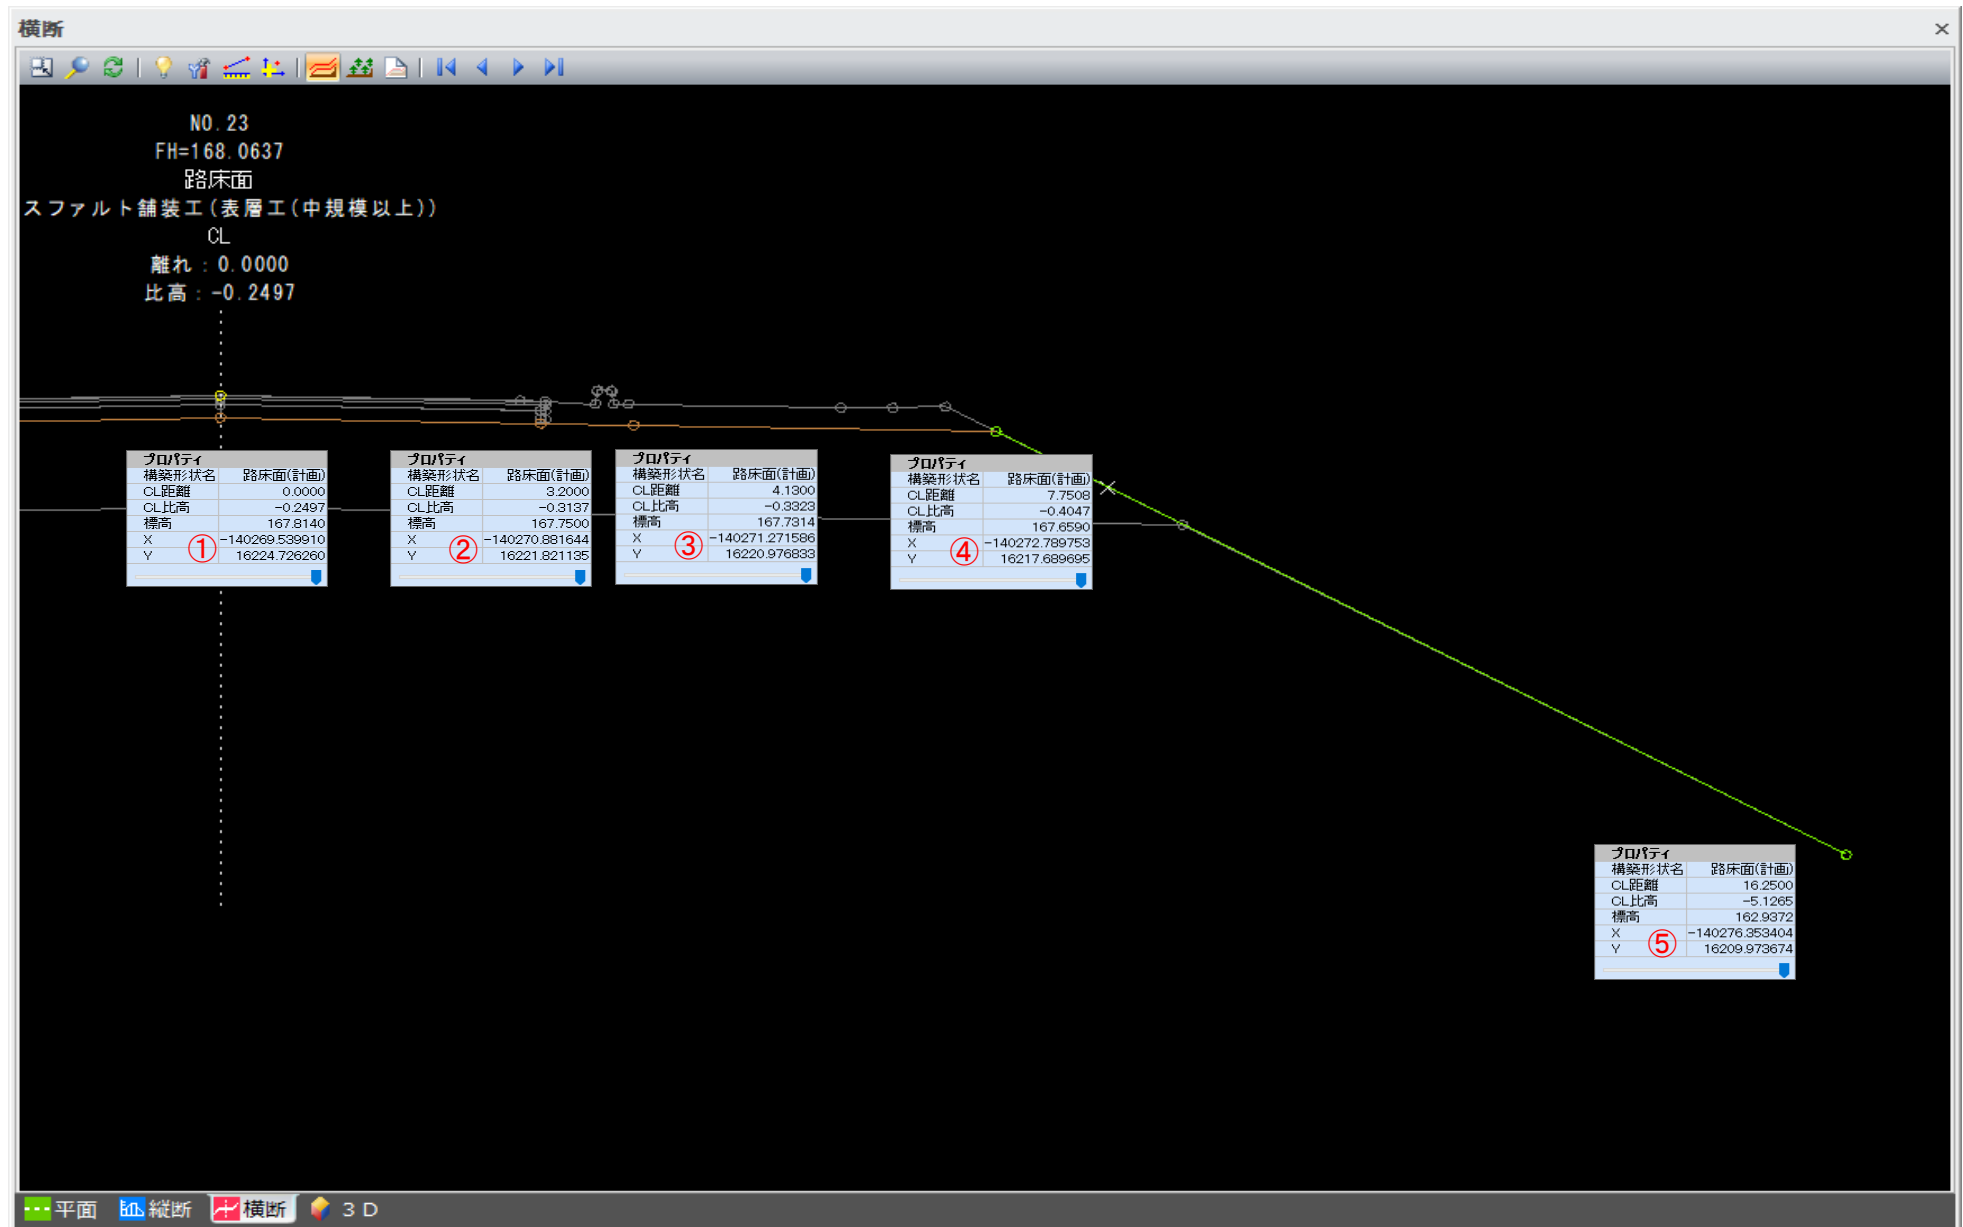 横断
NO.23
FH=168.0637
路床面
スファルト舗装工(表層工(中規模以上))
CL
離れ：0.0000
比高：-0.2497
プロパティ
構築形状名 路床面(計画)
CL距離 0.0000
CL比高 -0.2497
標高 167.8140
X -140269.539910
Y 16224.726260
①
プロパティ
構築形状名 路床面(計画)
CL距離 3.2000
CL比高 -0.3137
標高 167.7500
X -140270.881644
Y 16221.821135
②
プロパティ
構築形状名 路床面(計画)
CL距離 4.1300
CL比高 -0.3323
標高 167.7314
X -140271.271586
Y 16220.976833
③
プロパティ
構築形状名 路床面(計画)
CL距離 7.7508
CL比高 -0.4047
標高 167.6590
X -140272.789753
Y 16217.689695
④
プロパティ
構築形状名 路床面(計画)
CL距離 16.2500
CL比高 -5.1265
標高 162.9372
X -140276.353404
Y 16209.973674
⑤
平面 縦断 横断 ３Ｄ